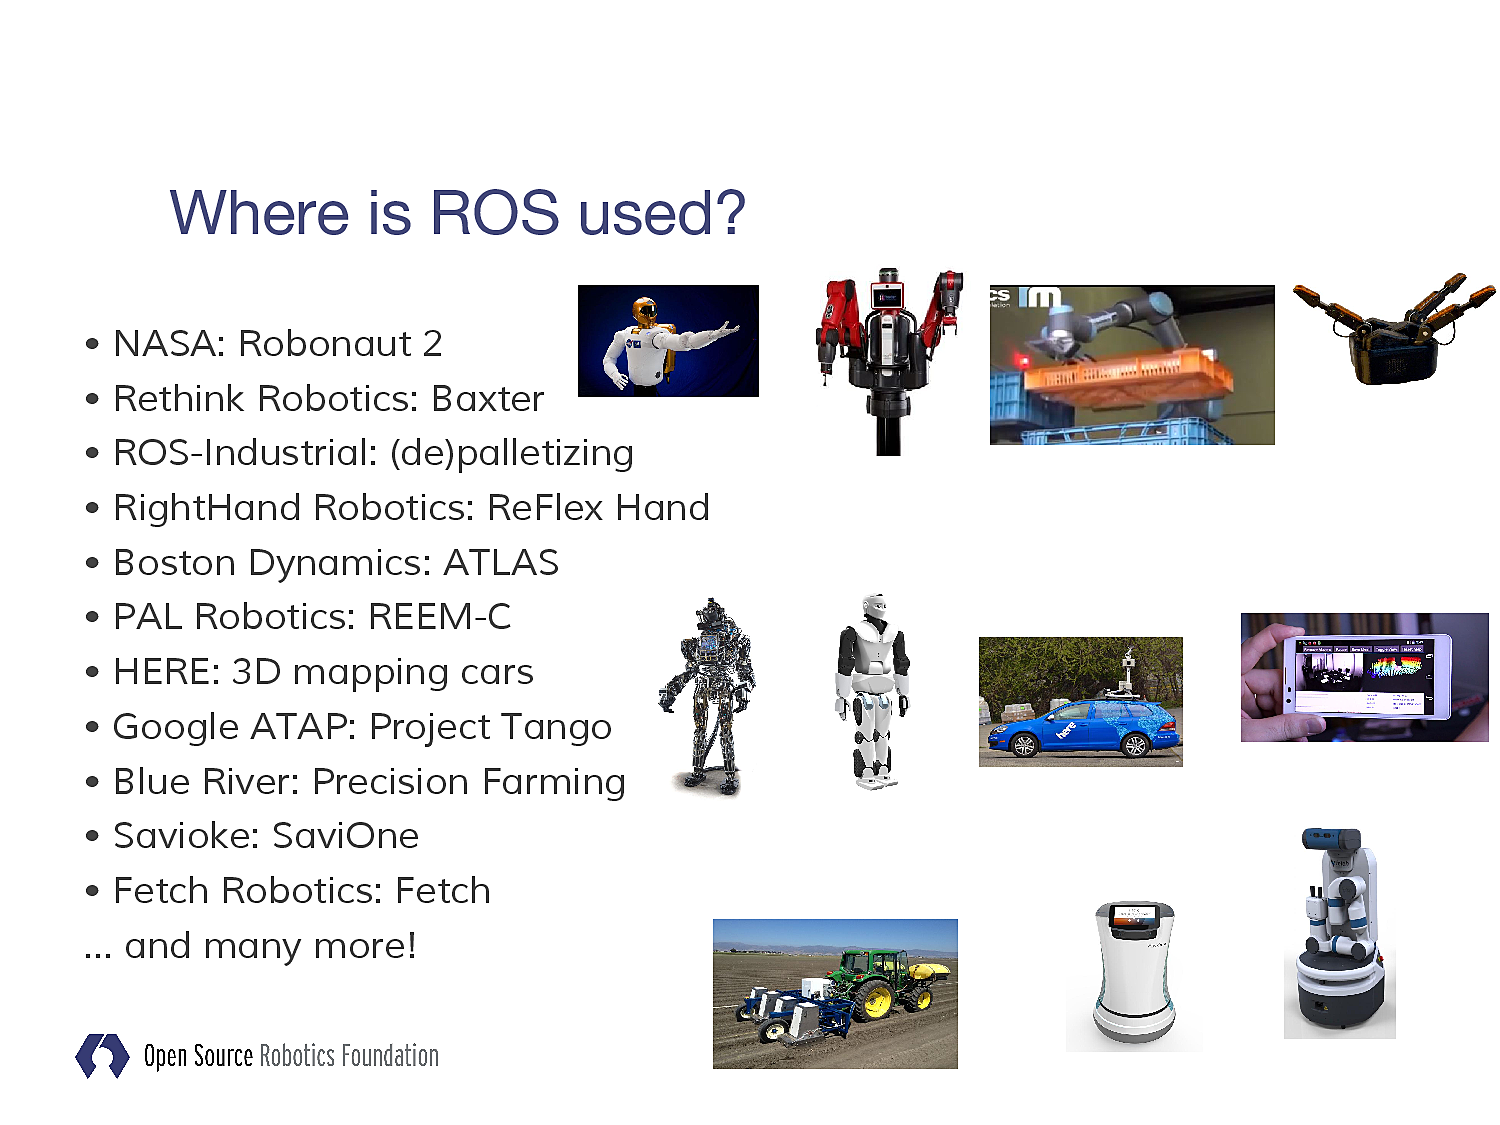 Where is ROS used?
• NASA: Robonaut 2
• Rethink Robotics: Baxter
• ROS-Industrial: (de)palletizing
• RightHand Robotics: ReFlex Hand
• Boston Dynamics: ATLAS
• PAL Robotics: REEM-C
• HERE: 3D mapping cars
• Google ATAP: Project Tango
• Blue River: Precision Farming
• Savioke: SaviOne
• Fetch Robotics: Fetch
... and many more!
cs
here
Open Source Robotics Foundation